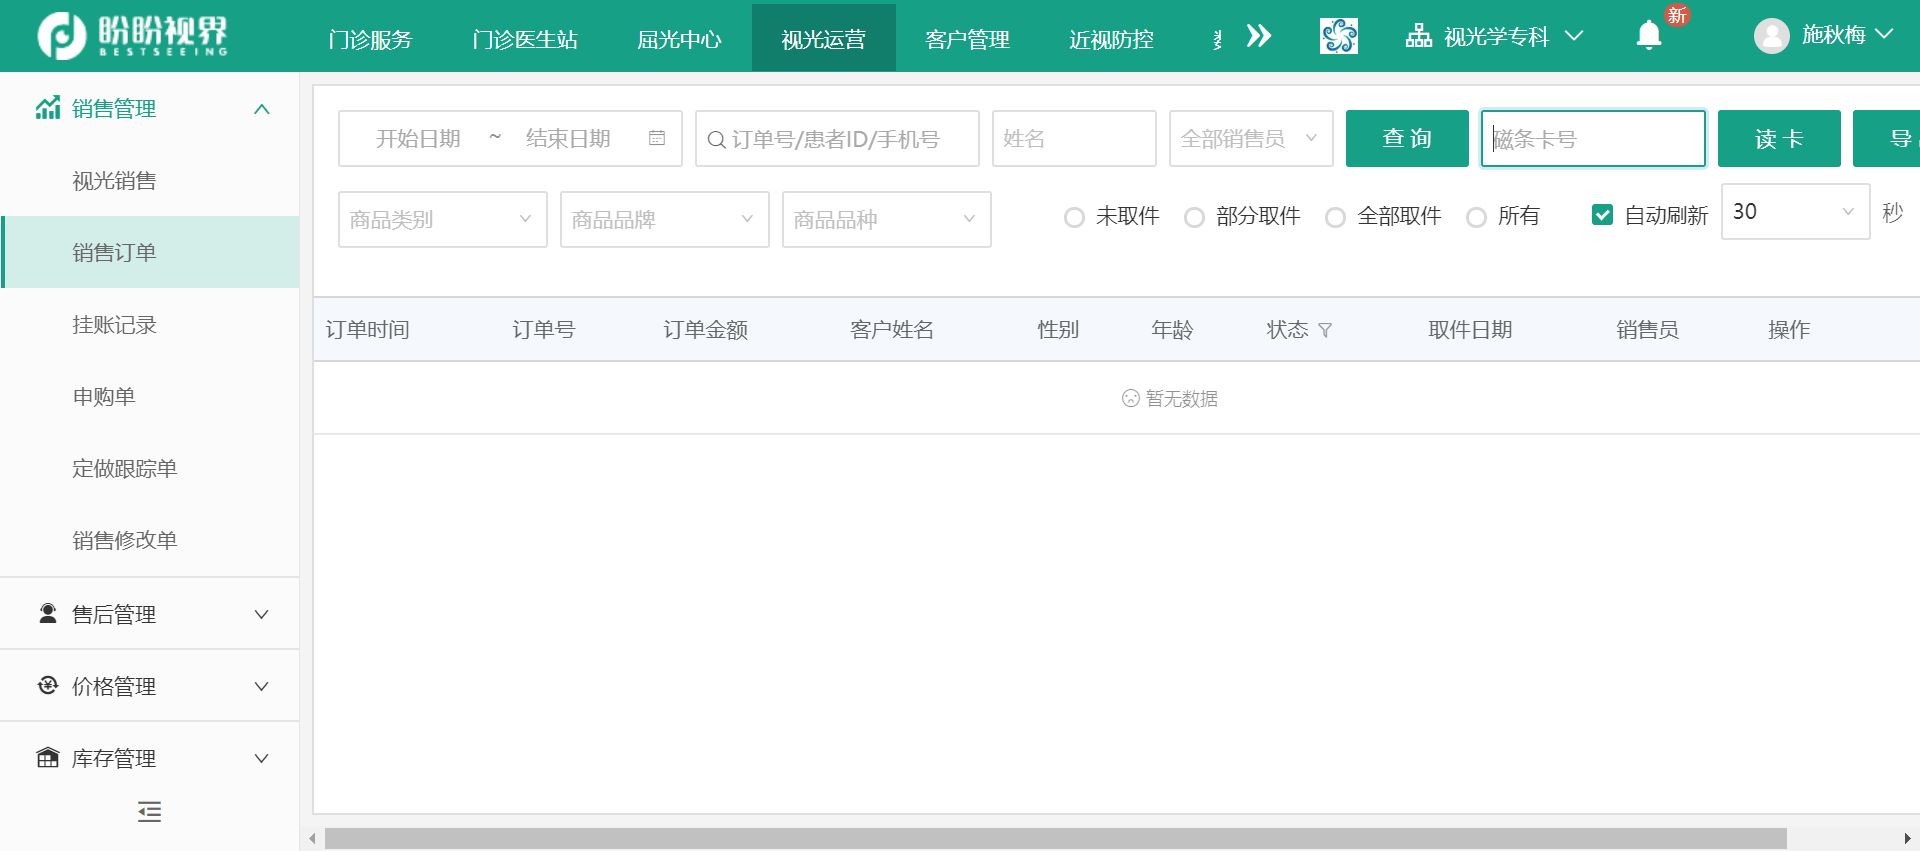 盼盼视界
BESTSEEING
门诊服务 门诊医生站 屈光中心 视光运营 客户管理 近视防控
视光学专科
新
施秋梅
销售管理
视光销售
销售订单
挂账记录
申购单
定做跟踪单
销售修改单
售后管理
价格管理
库存管理
开始日期 ~ 结束日期 订单号/患者ID/手机号 姓名 全部销售员 查询 磁条卡号 读卡 导
商品类别 商品品牌 商品品种 未取件 部分取件 全部取件 所有 自动刷新 30 秒
订单时间 订单号 订单金额 客户姓名 性别 年龄 状态 取件日期 销售员 操作
暂无数据